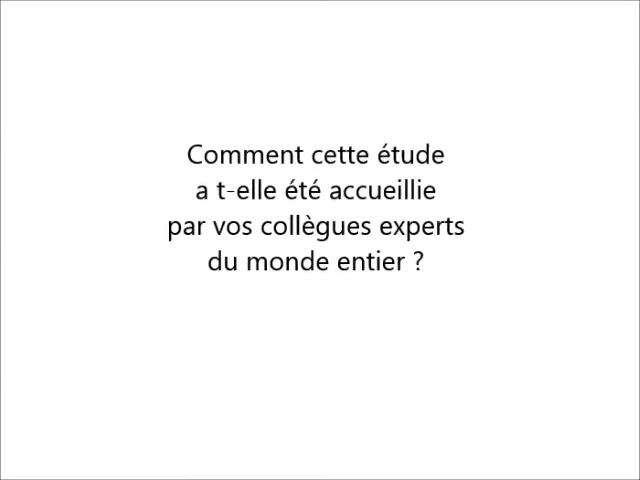 Comment cette étude
a t-elle été accueillie
par vos collègues experts
du monde entier ?